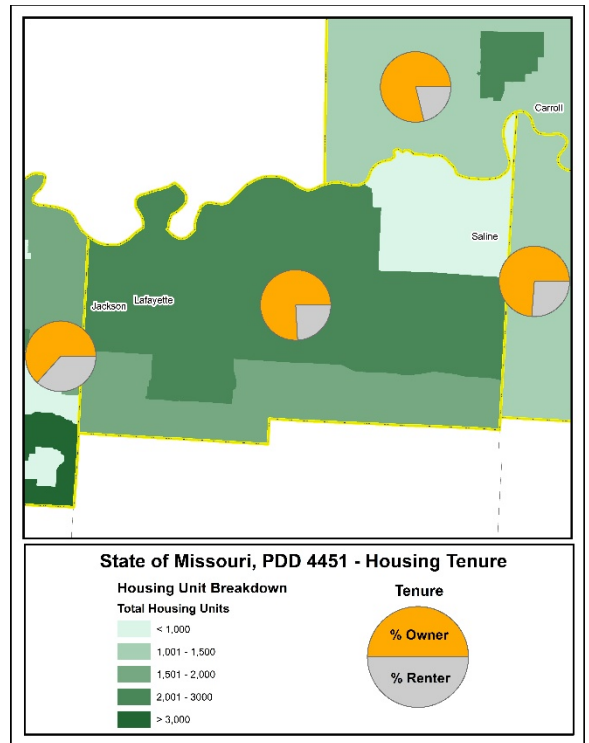 Carroll
Saline
Jackson
Lafayette
State of Missouri, PDD 4451 - Housing Tenure
Housing Unit Breakdown
Total Housing Units
< 1,000
1,001 - 1,500
1,501 - 2,000
2,001 - 3000
> 3,000
Tenure
% Owner
% Renter